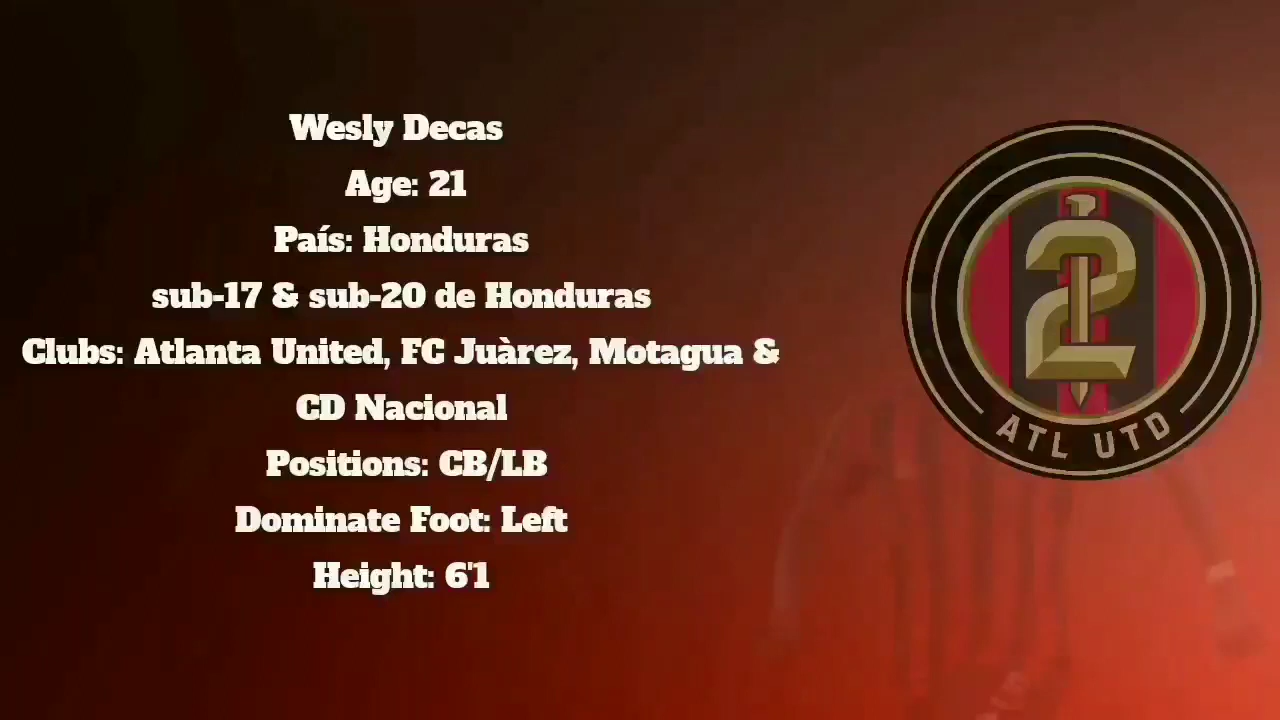 Wesly Decas
Age: 21
País: Honduras
sub-17 & sub-20 de Honduras
Clubs: Atlanta United, FC Juàrez, Motagua &
CD Nacional
Positions: CB/LB
Dominate Foot: Left
Height: 6'1
2
ATL UTD